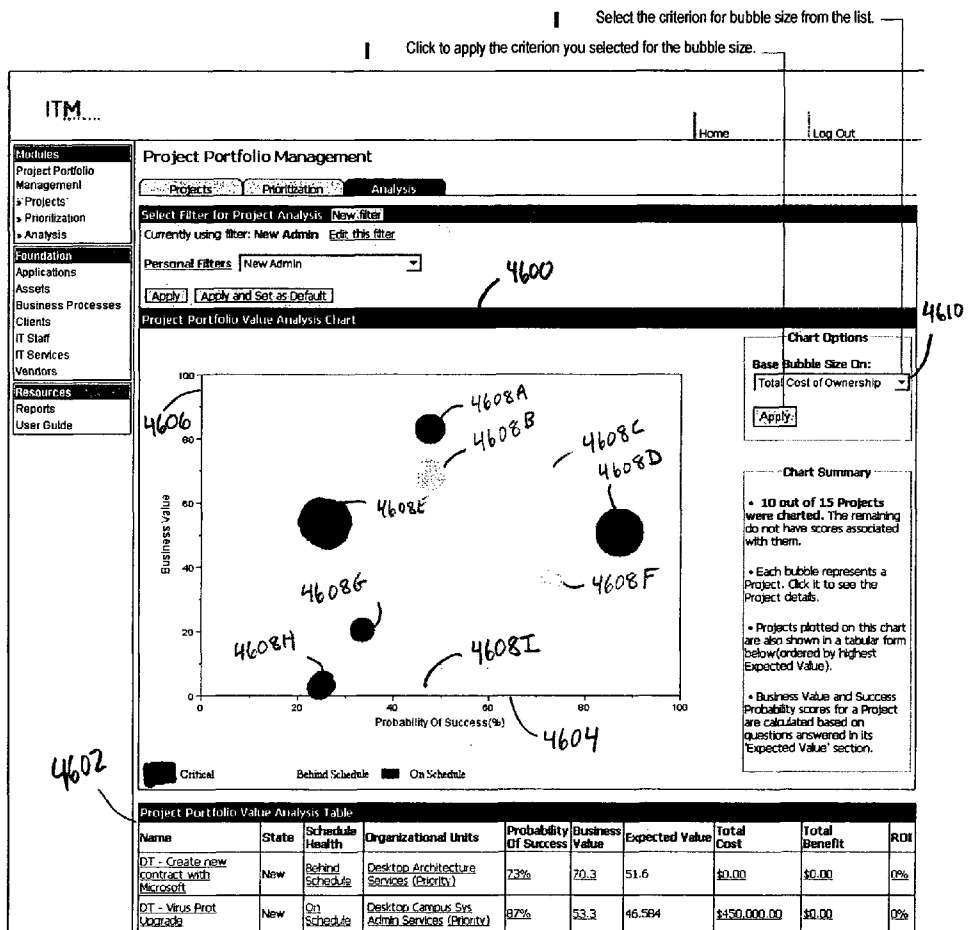 Select the criterion for bubble size from the list.
Click to apply the criterion you selected for the bubble size.
ITM
Home
Log Out
Modules
Project Portfolio
Management
» Projects
» Prioritization
» Analysis
Foundation
Applications
Assets
Business Processes
Clients
IT Staff
IT Services
Vendors
Resources
Reports
User Guide
Project Portfolio Management
Projects
Prioritization
Analysis
Select Filter for Project Analysis New filter
Currently using filter: New Admin Edit this filter
Personal Filters New Admin
Apply Apply and Set as Default
4600
Project Portfolio Value Analysis Chart
4610
Chart Options
Base Bubble Size On:
Total Cost of Ownership
Apply
100
80
60
40
20
0
Business Value
4606
4608A
4608B
4608C
4608D
4608E
4608F
4608G
4608H
4608I
0 20 40 60 80 100
Probability Of Success(%)
4604
Critical Behind Schedule On Schedule
Chart Summary
• 10 out of 15 Projects
were charted. The remaining
do not have scores associated
with them.
• Each bubble represents a
Project. Click it to see the
Project details.
• Projects plotted on this chart
are also shown in a tabular form
below(ordered by highest
Expected Value).
• Business Value and Success
Probability scores for a Project
are calculated based on
questions answered in its
'Expected Value' section.
4602
Project Portfolio Value Analysis Table
Name State Schedule Health Organizational Units Probability Of Success Business Value Expected Value Total Cost Total Benefit ROI
DT - Create new contract with Microsoft New Behind Schedule Desktop Architecture Services (Priority) 73% 70.3 51.6 $0.00 $0.00 0%
DT - Virus Prot Upgrade New On Schedule Desktop Campus Sys Admin Services (Priority) 87% 53.3 46.584 $450,000.00 $0.00 0%